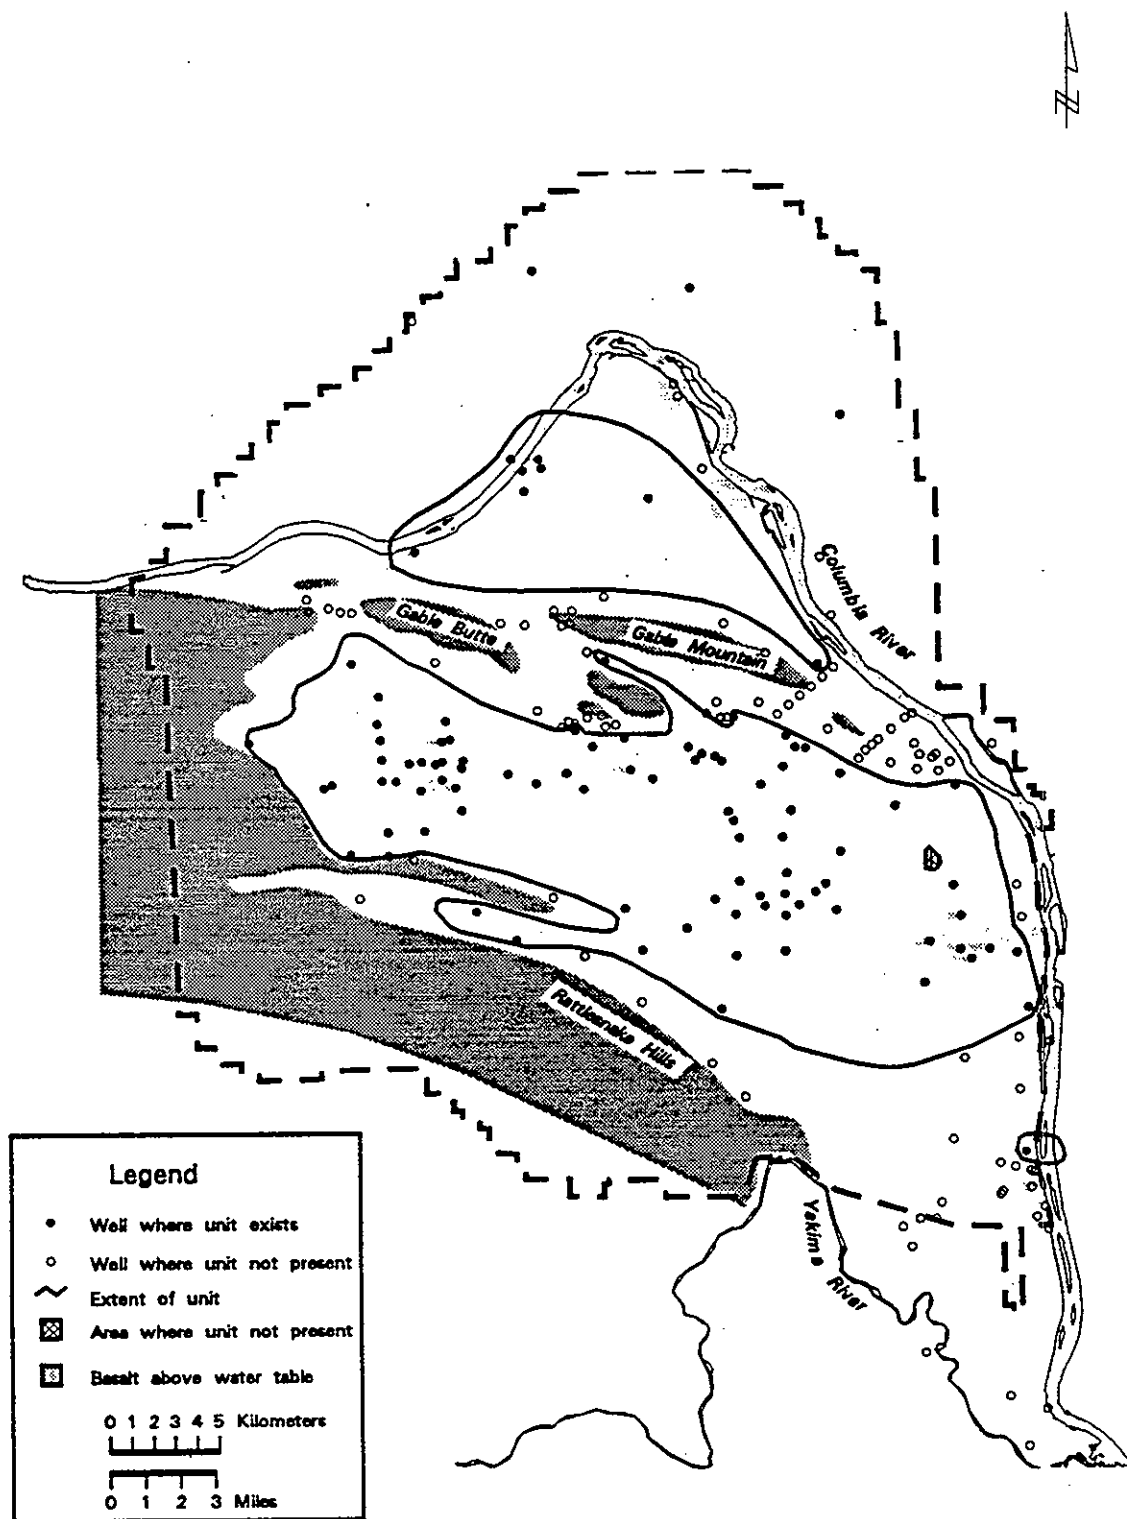 N
Columbia River
Gable Butte
Gable Mountain
Rattlesnake Hills
Yakima River
Legend
Well where unit exists
Well where unit not present
Extent of unit
Area where unit not present
Basalt above water table
0 1 2 3 4 5 Kilometers
0 1 2 3 Miles